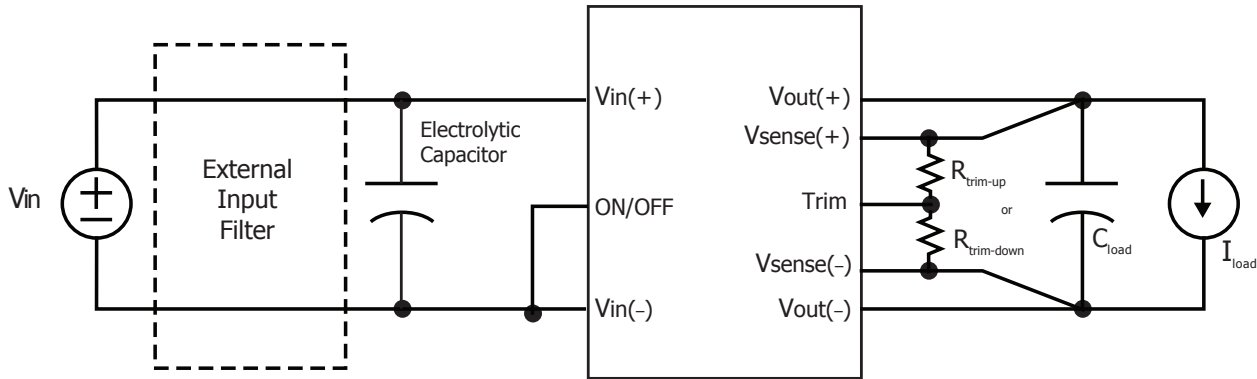 Vin
External
Input
Filter
Electrolytic
Capacitor
Vin(+)
ON/OFF
Vin(−)
Vout(+)
Vsense(+)
Trim
Vsense(−)
Vout(−)
Rtrim-up
or
Rtrim-down
Cload
Iload